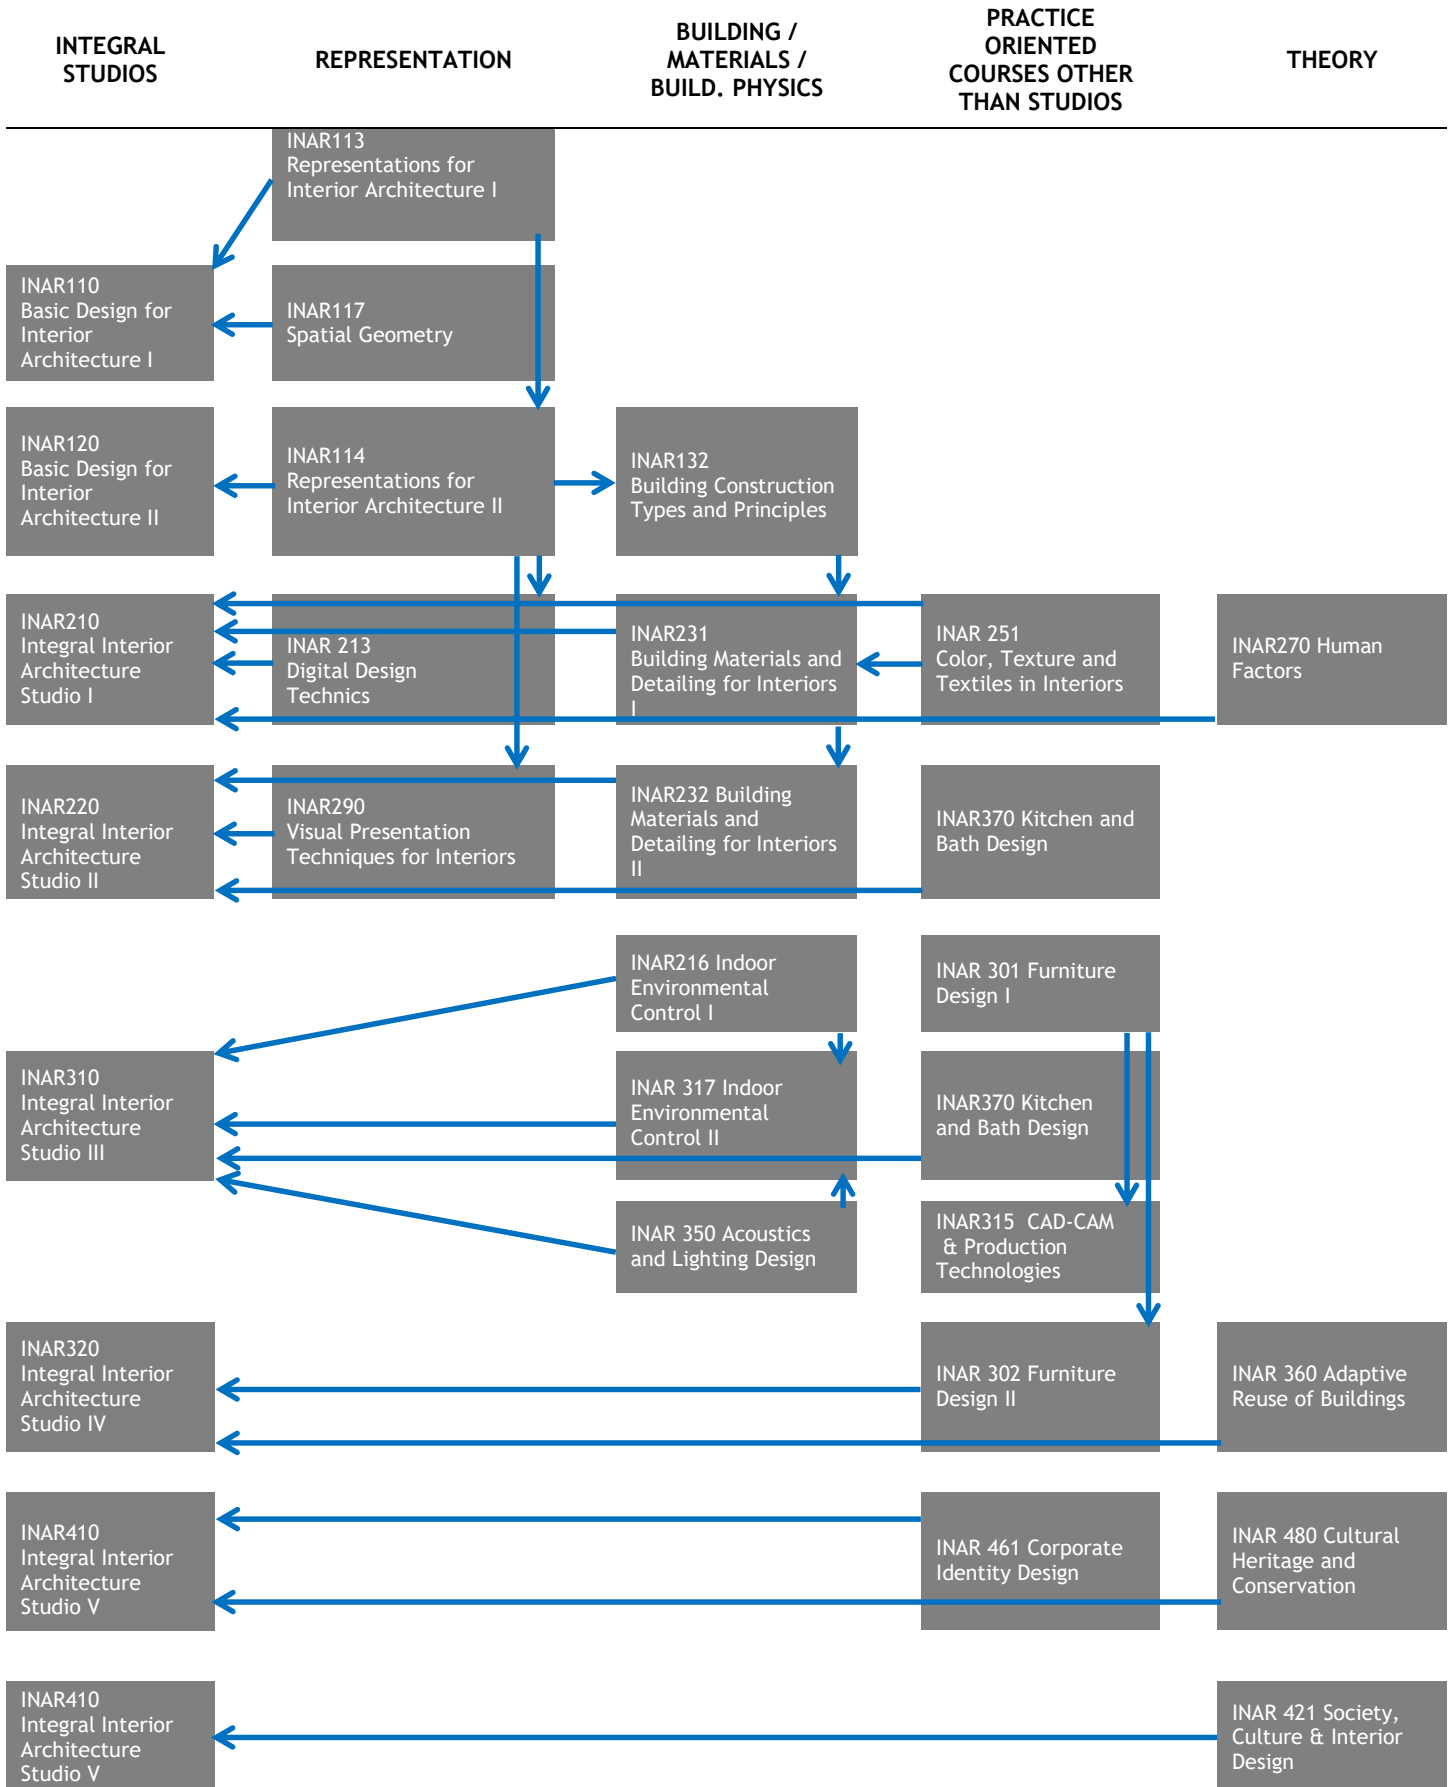 INTEGRAL
STUDIOS
REPRESENTATION
BUILDING /
MATERIALS /
BUILD. PHYSICS
PRACTICE
ORIENTED
COURSES OTHER
THAN STUDIOS
THEORY
INAR113
Representations for
Interior Architecture I
INAR110
Basic Design for
Interior
Architecture I
INAR117
Spatial Geometry
INAR120
Basic Design for
Interior
Architecture II
INAR114
Representations for
Interior Architecture II
INAR132
Building Construction
Types and Principles
INAR210
Integral Interior
Architecture
Studio I
INAR 213
Digital Design
Technics
INAR231
Building Materials and
Detailing for Interiors
I
INAR 251
Color, Texture and
Textiles in Interiors
INAR270 Human
Factors
INAR220
Integral Interior
Architecture
Studio II
INAR290
Visual Presentation
Techniques for Interiors
INAR232 Building
Materials and
Detailing for Interiors
II
INAR370 Kitchen and
Bath Design
INAR216 Indoor
Environmental
Control I
INAR 301 Furniture
Design I
INAR310
Integral Interior
Architecture
Studio III
INAR 317 Indoor
Environmental
Control II
INAR370 Kitchen
and Bath Design
INAR 350 Acoustics
and Lighting Design
INAR315  CAD-CAM
& Production
Technologies
INAR320
Integral Interior
Architecture
Studio IV
INAR 302 Furniture
Design II
INAR 360 Adaptive
Reuse of Buildings
INAR410
Integral Interior
Architecture
Studio V
INAR 461 Corporate
Identity Design
INAR 480 Cultural
Heritage and
Conservation
INAR410
Integral Interior
Architecture
Studio V
INAR 421 Society,
Culture & Interior
Design